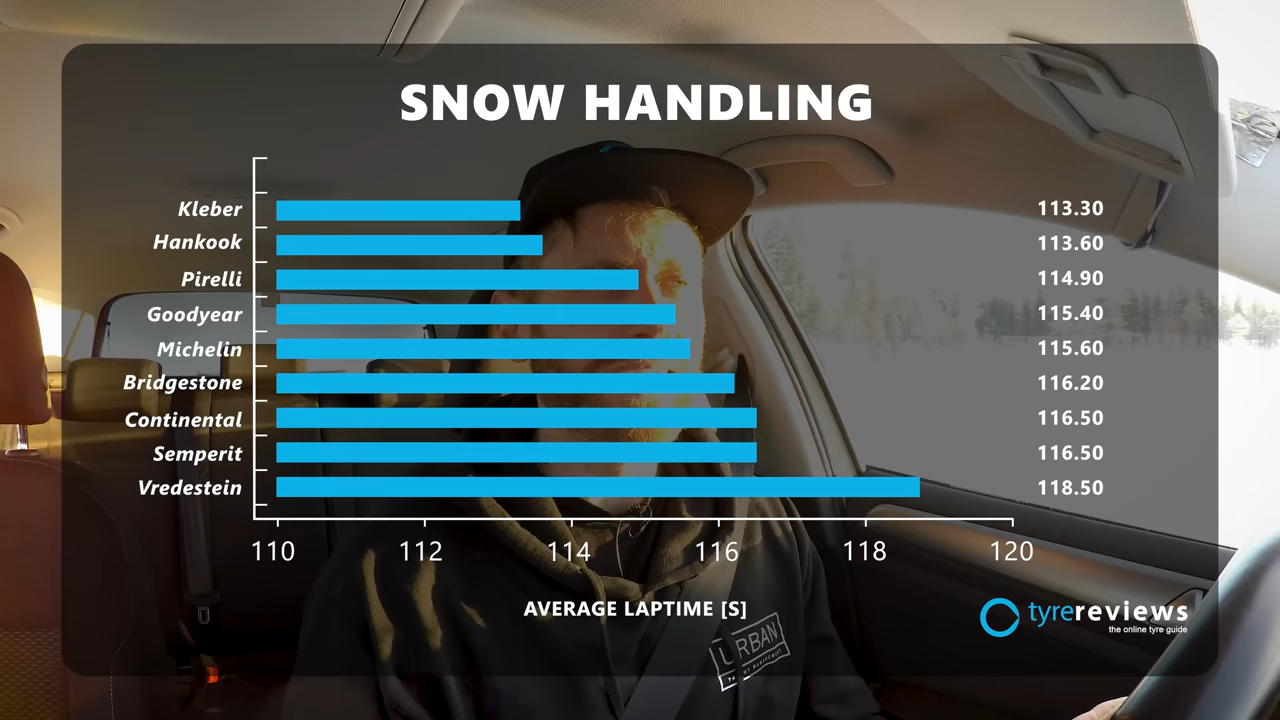 SNOW HANDLING
Kleber 113.30
Hankook 113.60
Pirelli 114.90
Goodyear 115.40
Michelin 115.60
Bridgestone 116.20
Continental 116.50
Semperit 116.50
Vredestein 118.50
110 112 114 116 118 120
AVERAGE LAPTIME [S]
tyrereviews
the online tyre guide
URBAN